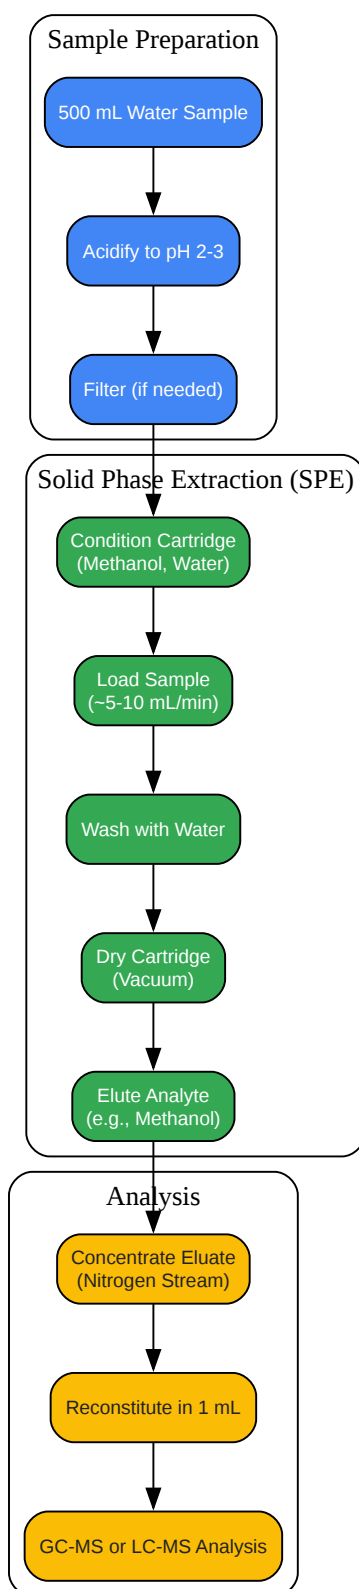 Sample Preparation
500 mL Water Sample
Acidify to pH 2-3
Filter (if needed)
Solid Phase Extraction (SPE)
Condition Cartridge
(Methanol, Water)
Load Sample
(~5-10 mL/min)
Wash with Water
Dry Cartridge
(Vacuum)
Elute Analyte
(e.g., Methanol)
Analysis
Concentrate Eluate
(Nitrogen Stream)
Reconstitute in 1 mL
GC-MS or LC-MS Analysis